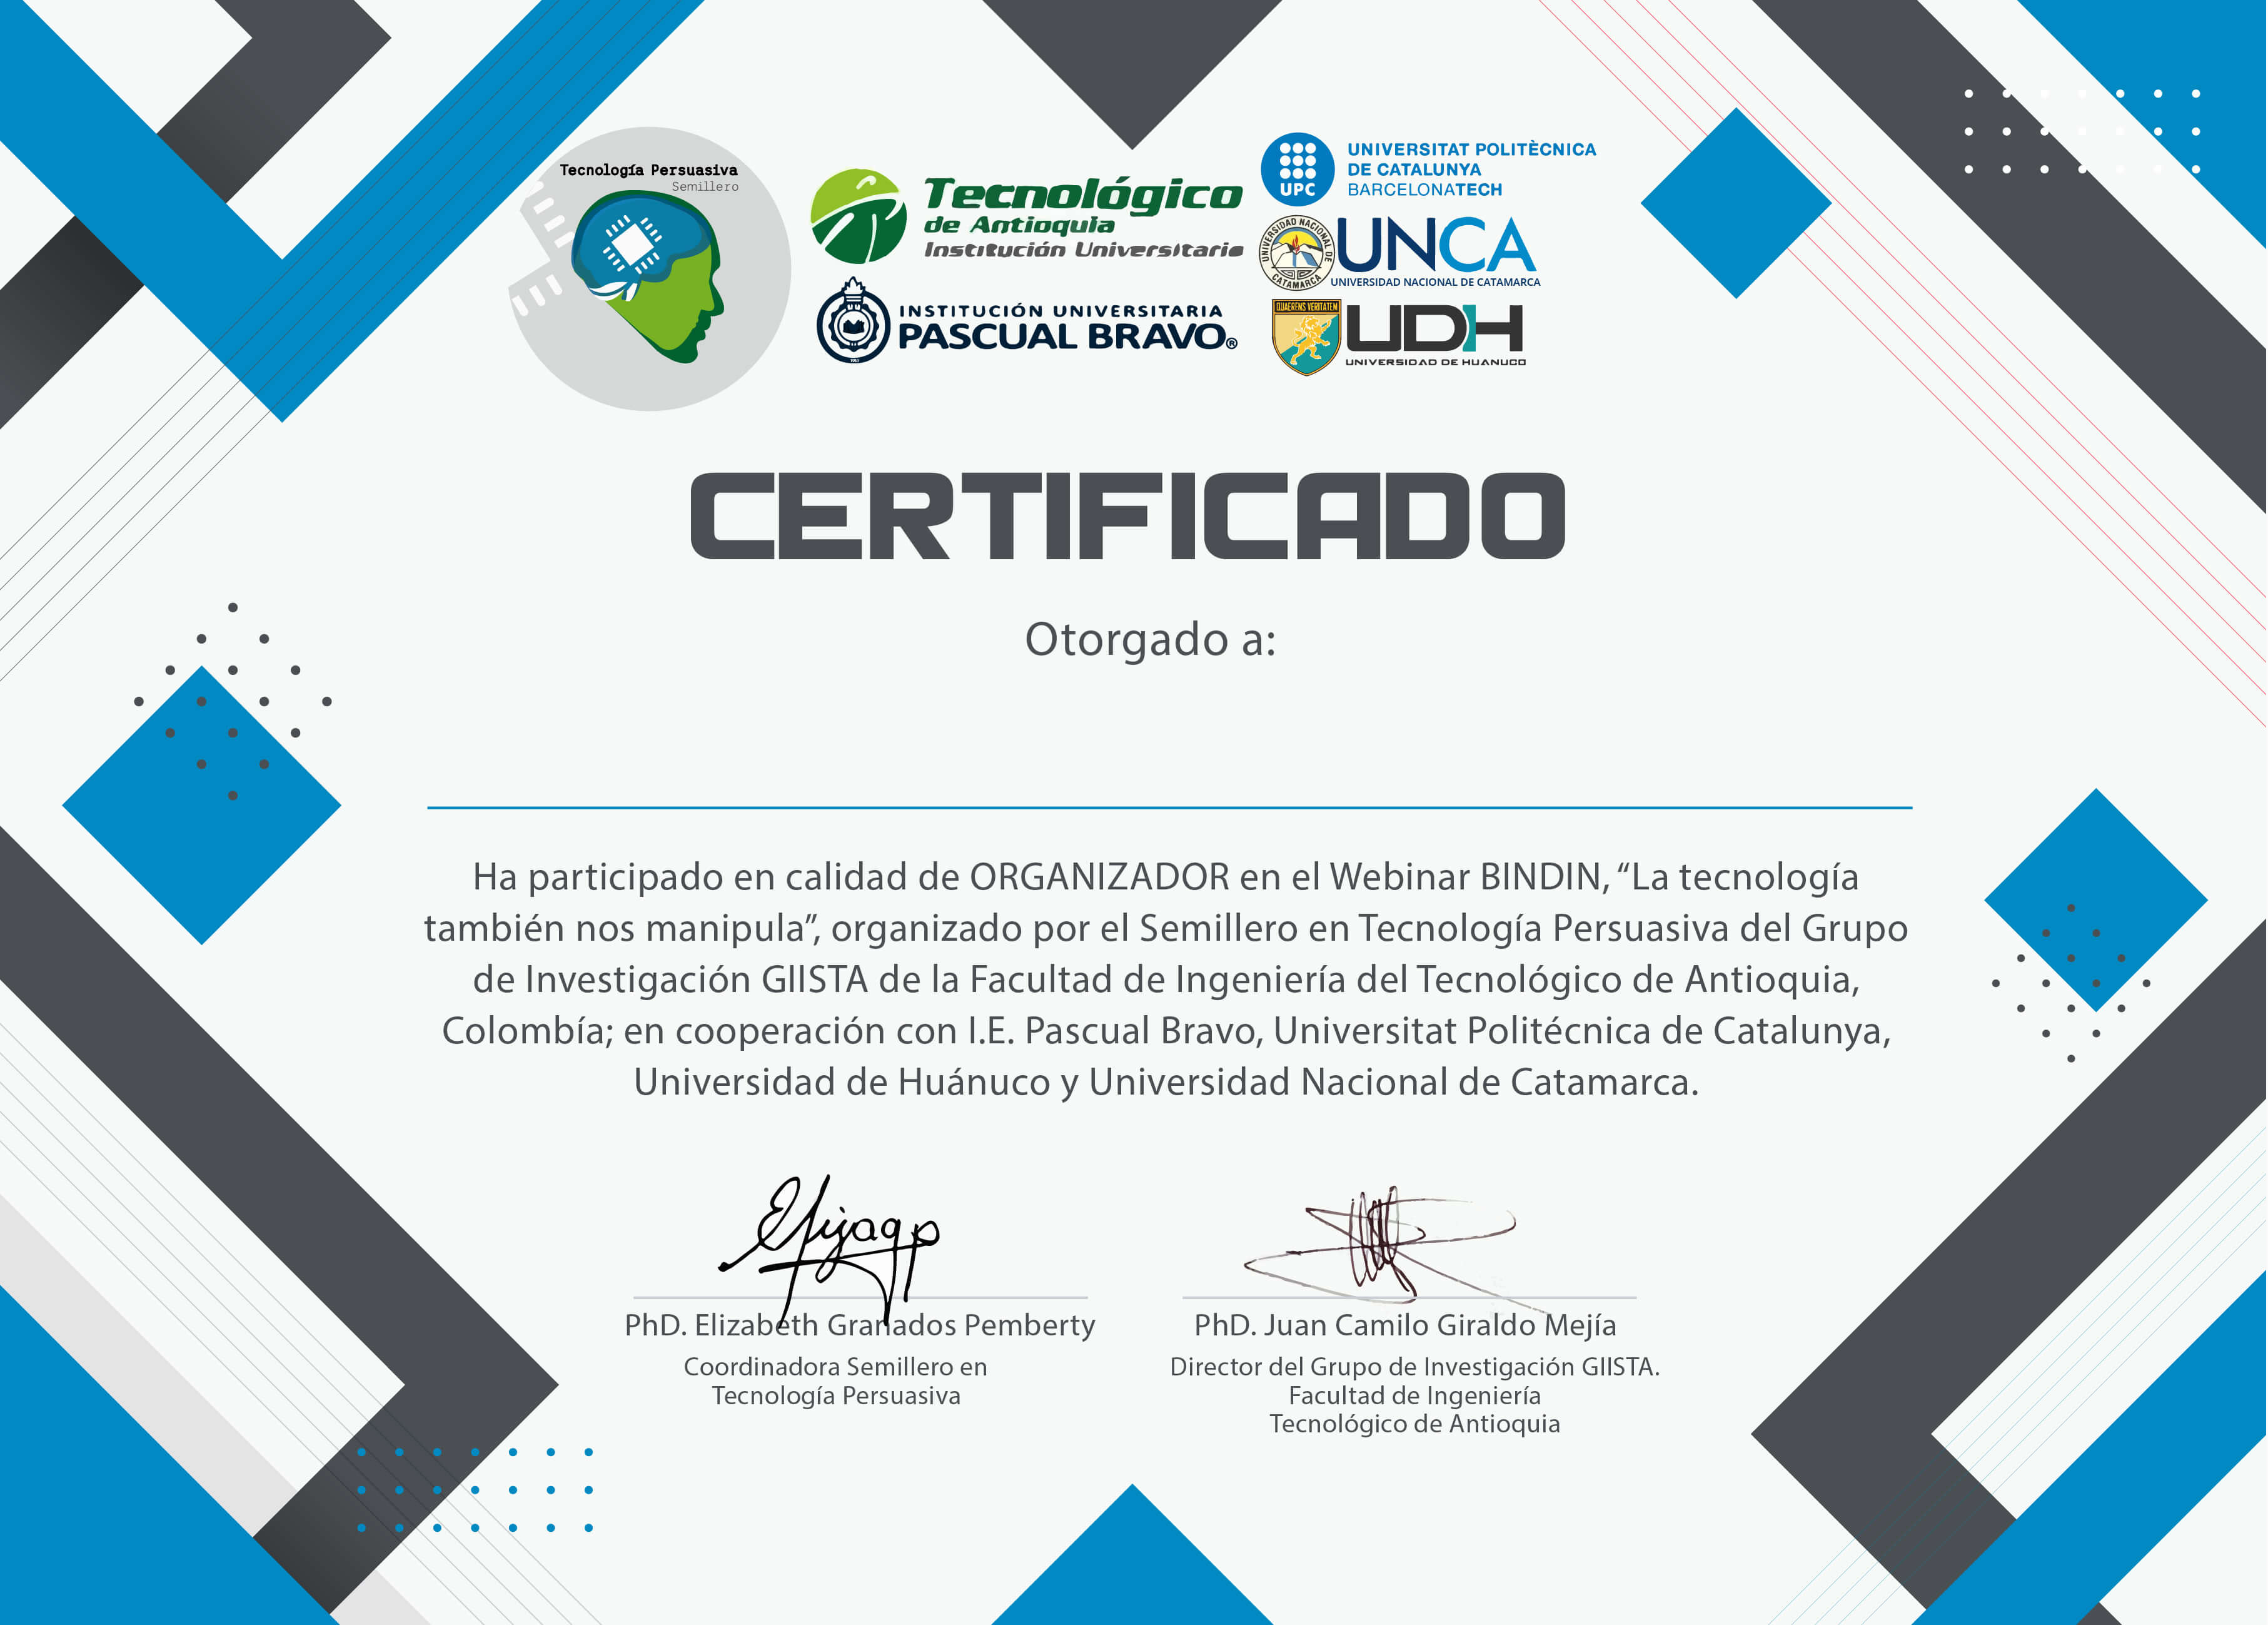 Tecnología Persuasiva
Semillero
Tecnológico
de Antioquia
Institución Universitaria
INSTITUCIÓN UNIVERSITARIA
PASCUAL BRAVO®
UPC
UNIVERSITAT POLITÈCNICA
DE CATALUNYA
BARCELONATECH
UNIVERSIDAD NACIONAL DE CATAMARCA
UNCA
UNIVERSIDAD NACIONAL DE CATAMARCA
QUAERENS VERITATEM
UDH
UNIVERSIDAD DE HUANUCO
CERTIFICADO
Otorgado a:
Ha participado en calidad de ORGANIZADOR en el Webinar BINDIN, “La tecnología
también nos manipula”, organizado por el Semillero en Tecnología Persuasiva del Grupo
de Investigación GIISTA de la Facultad de Ingeniería del Tecnológico de Antioquia,
Colombía; en cooperación con I.E. Pascual Bravo, Universitat Politécnica de Catalunya,
Universidad de Huánuco y Universidad Nacional de Catamarca.
PhD. Elizabeth Granados Pemberty
Coordinadora Semillero en
Tecnología Persuasiva
PhD. Juan Camilo Giraldo Mejía
Director del Grupo de Investigación GIISTA.
Facultad de Ingeniería
Tecnológico de Antioquia